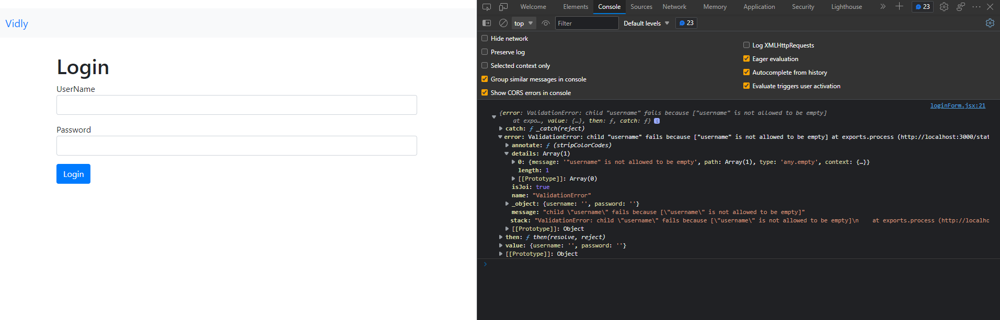 Vidly
Login
UserName
Password
Login
Welcome Elements Console Sources Network Memory Application Security Lighthouse 23
top Filter Default levels 23
Hide network
Preserve log
Selected context only
Group similar messages in console
Show CORS errors in console
Log XMLHttpRequests
Eager evaluation
Autocomplete from history
Evaluate triggers user activation
loginForm.jsx:21
{error: ValidationError: child "username" fails because ["username" is not allowed to be empty]
at expo…, value: {…}, then: ƒ, catch: ƒ} i
catch: ƒ _catch(reject)
error: ValidationError: child "username" fails because ["username" is not allowed to be empty] at exports.process (http://localhost:3000/stat
annotate: ƒ (stripColorCodes)
details: Array(1)
0: {message: '"username" is not allowed to be empty', path: Array(1), type: 'any.empty', context: {…}}
length: 1
[[Prototype]]: Array(0)
isJoi: true
name: "ValidationError"
_object: {username: '', password: ''}
message: "child \"username\" fails because [\"username\" is not allowed to be empty]"
stack: "ValidationError: child \"username\" fails because [\"username\" is not allowed to be empty]\n    at exports.process (http://localho
[[Prototype]]: Object
then: ƒ then(resolve, reject)
value: {username: '', password: ''}
[[Prototype]]: Object